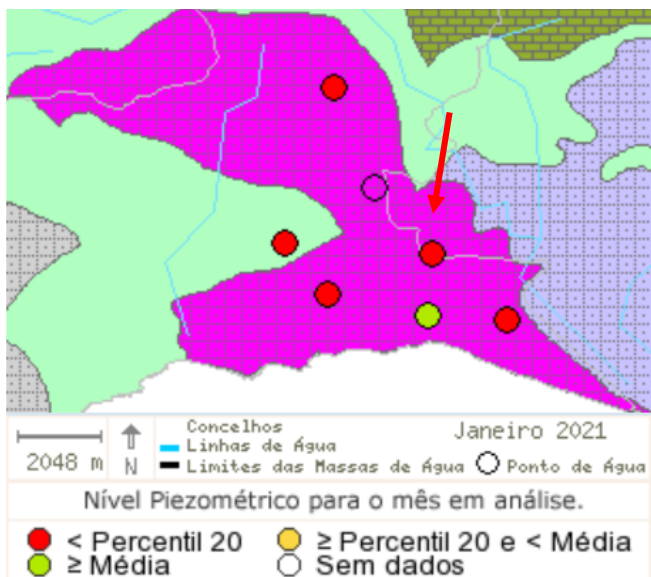 Concelhos
Linhas de Água Janeiro 2021
2048 m N Limites das Massas de Água Ponto de Água
Nível Piezométrico para o mês em análise.
< Percentil 20 ≥ Percentil 20 e < Média
≥ Média Sem dados